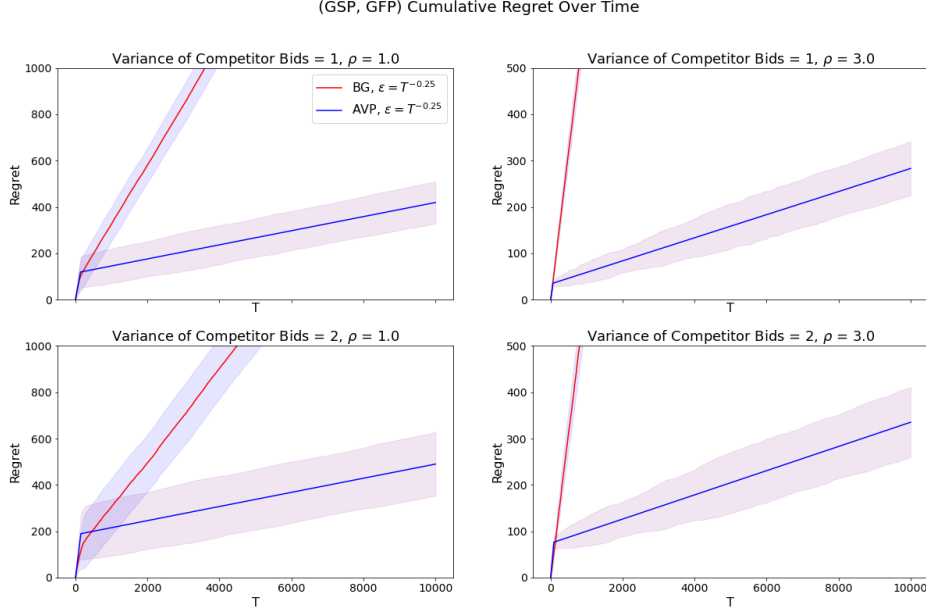 (GSP, GFP) Cumulative Regret Over Time
Variance of Competitor Bids = 1, ρ = 1.0
1000
800
600
400
200
0
Regret
BG, ε = T^−0.25
AVP, ε = T^−0.25
T
Variance of Competitor Bids = 1, ρ = 3.0
500
400
300
200
100
0
Regret
T
Variance of Competitor Bids = 2, ρ = 1.0
1000
800
600
400
200
0
Regret
0 2000 4000 6000 8000 10000
T
Variance of Competitor Bids = 2, ρ = 3.0
500
400
300
200
100
0
Regret
0 2000 4000 6000 8000 10000
T